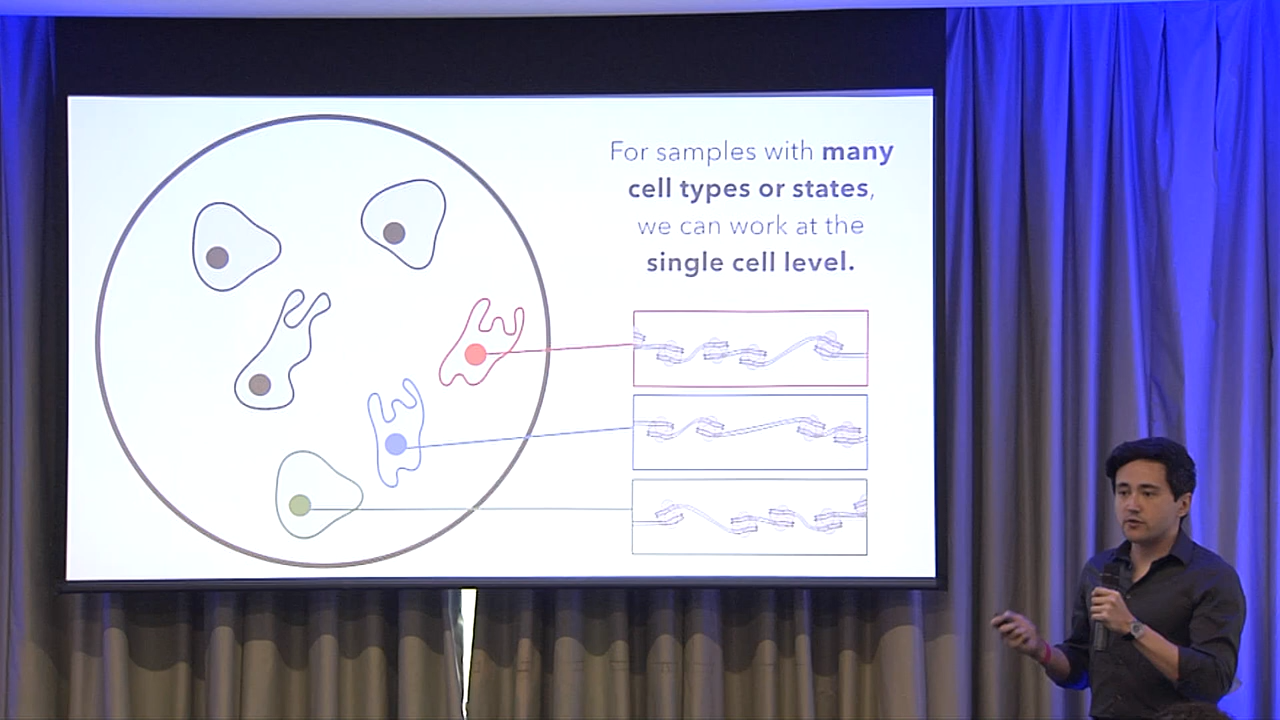 For samples with many
cell types or states,
we can work at the
single cell level.